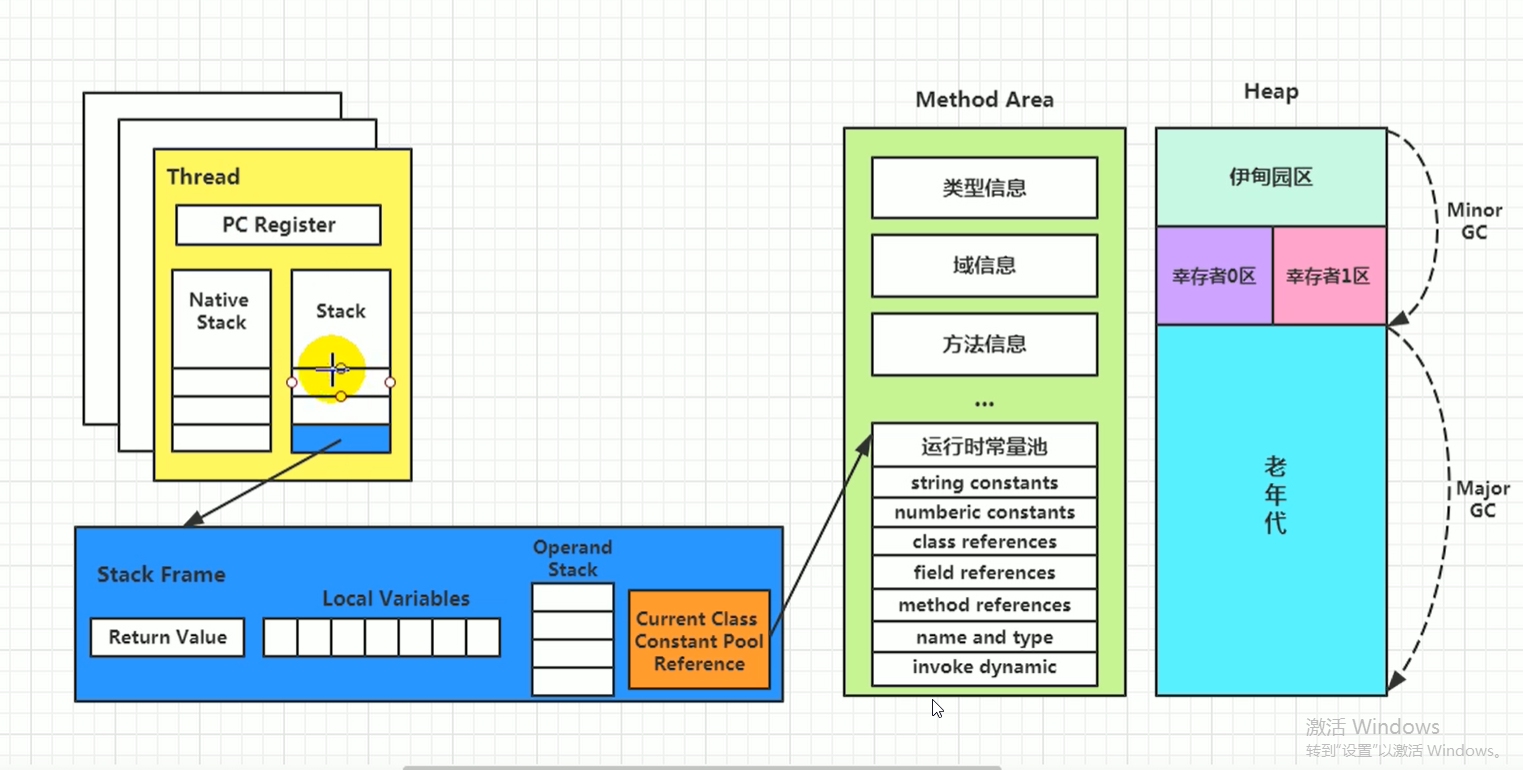 Thread
PC Register
Native
Stack
Stack
Stack Frame
Return Value
Local Variables
Operand
Stack
Current Class
Constant Pool
Reference
Method Area
类型信息
域信息
方法信息
...
运行时常量池
string constants
numberic constants
class references
field references
method references
name and type
invoke dynamic
Heap
伊甸园区
幸存者0区
幸存者1区
老
年
代
Minor
GC
Major
GC
激活 Windows
转到“设置”以激活 Windows。